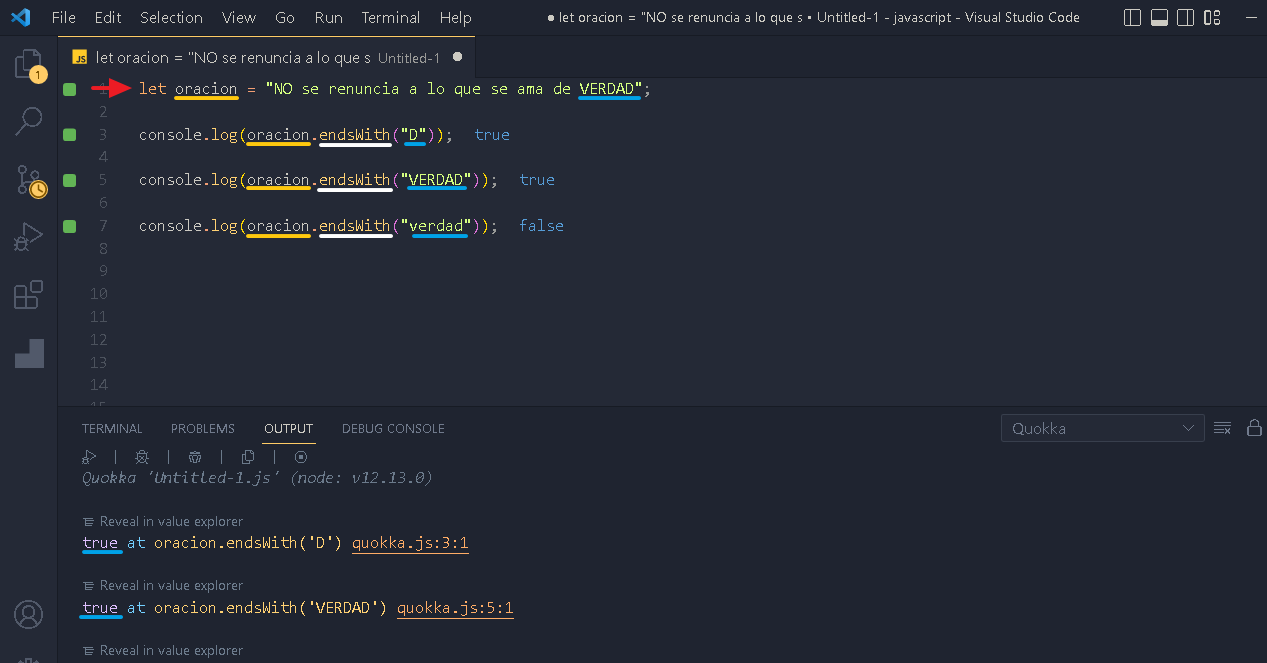 File Edit Selection View Go Run Terminal Help ● let oracion = "NO se renuncia a lo que s • Untitled-1 - javascript - Visual Studio Code
JS let oracion = "NO se renuncia a lo que s Untitled-1 ●
1 let oracion = "NO se renuncia a lo que se ama de VERDAD";
2
3 console.log(oracion.endsWith("D")); true
4
5 console.log(oracion.endsWith("VERDAD")); true
6
7 console.log(oracion.endsWith("verdad")); false
8
9
10
11
12
13
14
15
TERMINAL PROBLEMS OUTPUT DEBUG CONSOLE Quokka
Quokka 'Untitled-1.js' (node: v12.13.0)
Reveal in value explorer
true at oracion.endsWith('D') quokka.js:3:1
Reveal in value explorer
true at oracion.endsWith('VERDAD') quokka.js:5:1
Reveal in value explorer
1